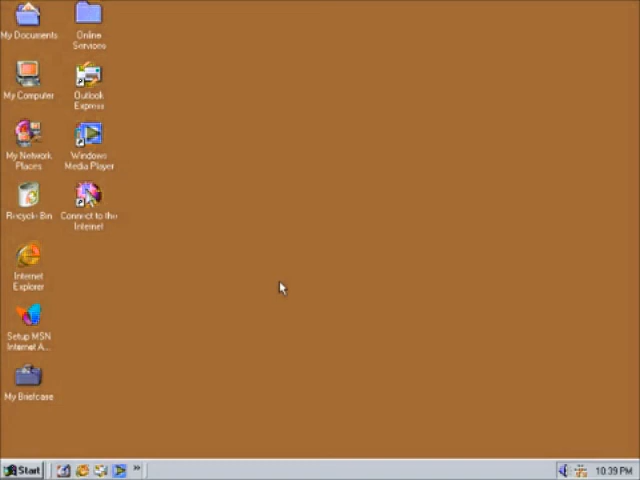 My Documents
Online
Services
My Computer
Outlook
Express
My Network
Places
Windows
Media Player
Recycle Bin
Connect to the
Internet
Internet
Explorer
Setup MSN
Internet A...
My Briefcase
Start
10:39 PM